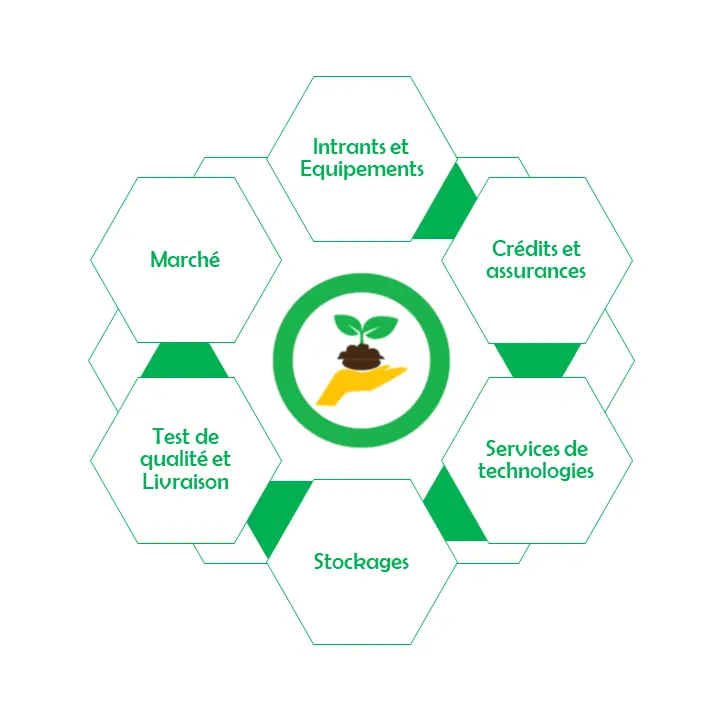 Intrants et
Equipements
Crédits et
assurances
Services de
technologies
Stockages
Test de
qualité et
Livraison
Marché